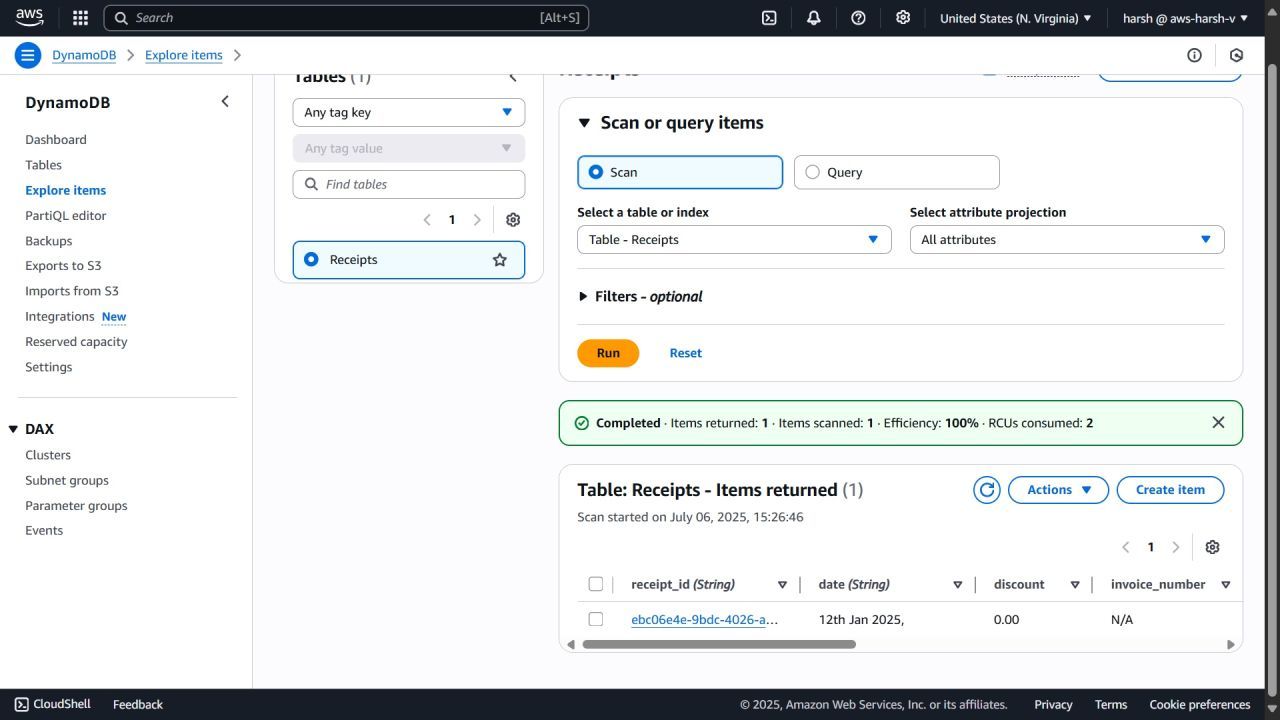 aws
Search [Alt+S]
United States (N. Virginia) ▼
harsh @ aws-harsh-v ▼
DynamoDB > Explore items >
DynamoDB
Dashboard
Tables
Explore items
PartiQL editor
Backups
Exports to S3
Imports from S3
Integrations New
Reserved capacity
Settings
▼ DAX
Clusters
Subnet groups
Parameter groups
Events
Tables (1)
Any tag key
Any tag value
Find tables
1
Receipts
Receipts
Scan or query items
Scan
Query
Select a table or index
Select attribute projection
Table - Receipts
All attributes
Filters - optional
Run Reset
Completed · Items returned: 1 · Items scanned: 1 · Efficiency: 100% · RCUs consumed: 2
Table: Receipts - Items returned (1)
Actions ▼
Create item
Scan started on July 06, 2025, 15:26:46
1
receipt_id (String) date (String) discount invoice_number
ebc06e4e-9bdc-4026-a... 12th Jan 2025, 0.00 N/A
CloudShell Feedback
© 2025, Amazon Web Services, Inc. or its affiliates. Privacy Terms Cookie preferences